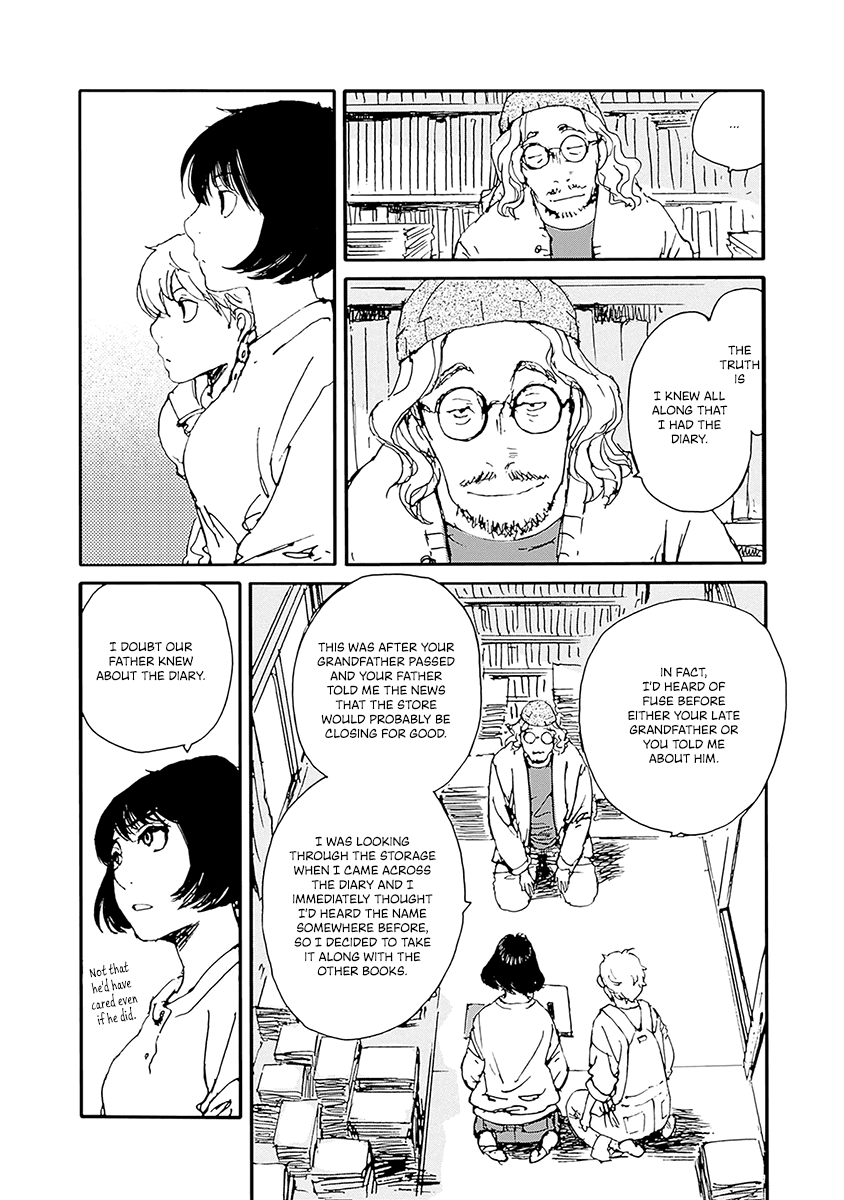 ...
THE
TRUTH
IS
I KNEW ALL
ALONG THAT
I HAD THE
DIARY.
IN FACT,
I'D HEARD OF
FUSE BEFORE
EITHER YOUR LATE
GRANDFATHER OR
YOU TOLD ME
ABOUT HIM.
THIS WAS AFTER YOUR
GRANDFATHER PASSED
AND YOUR FATHER
TOLD ME THE NEWS
THAT THE STORE
WOULD PROBABLY BE
CLOSING FOR GOOD.
I WAS LOOKING
THROUGH THE STORAGE
WHEN I CAME ACROSS
THE DIARY AND I
IMMEDIATELY THOUGHT
I'D HEARD THE NAME
SOMEWHERE BEFORE,
SO I DECIDED TO TAKE
IT ALONG WITH THE
OTHER BOOKS.
I DOUBT OUR
FATHER KNEW
ABOUT THE DIARY.
Not that
he'd have
cared even
if he did.